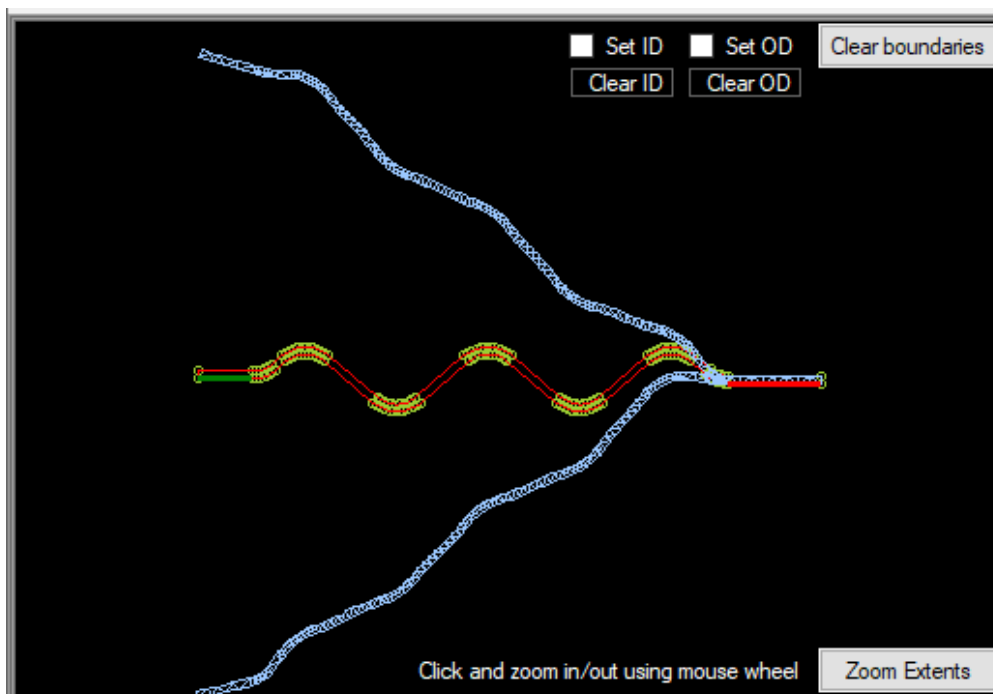 Set ID Set OD Clear boundaries
Clear ID Clear OD
Click and zoom in/out using mouse wheel Zoom Extents